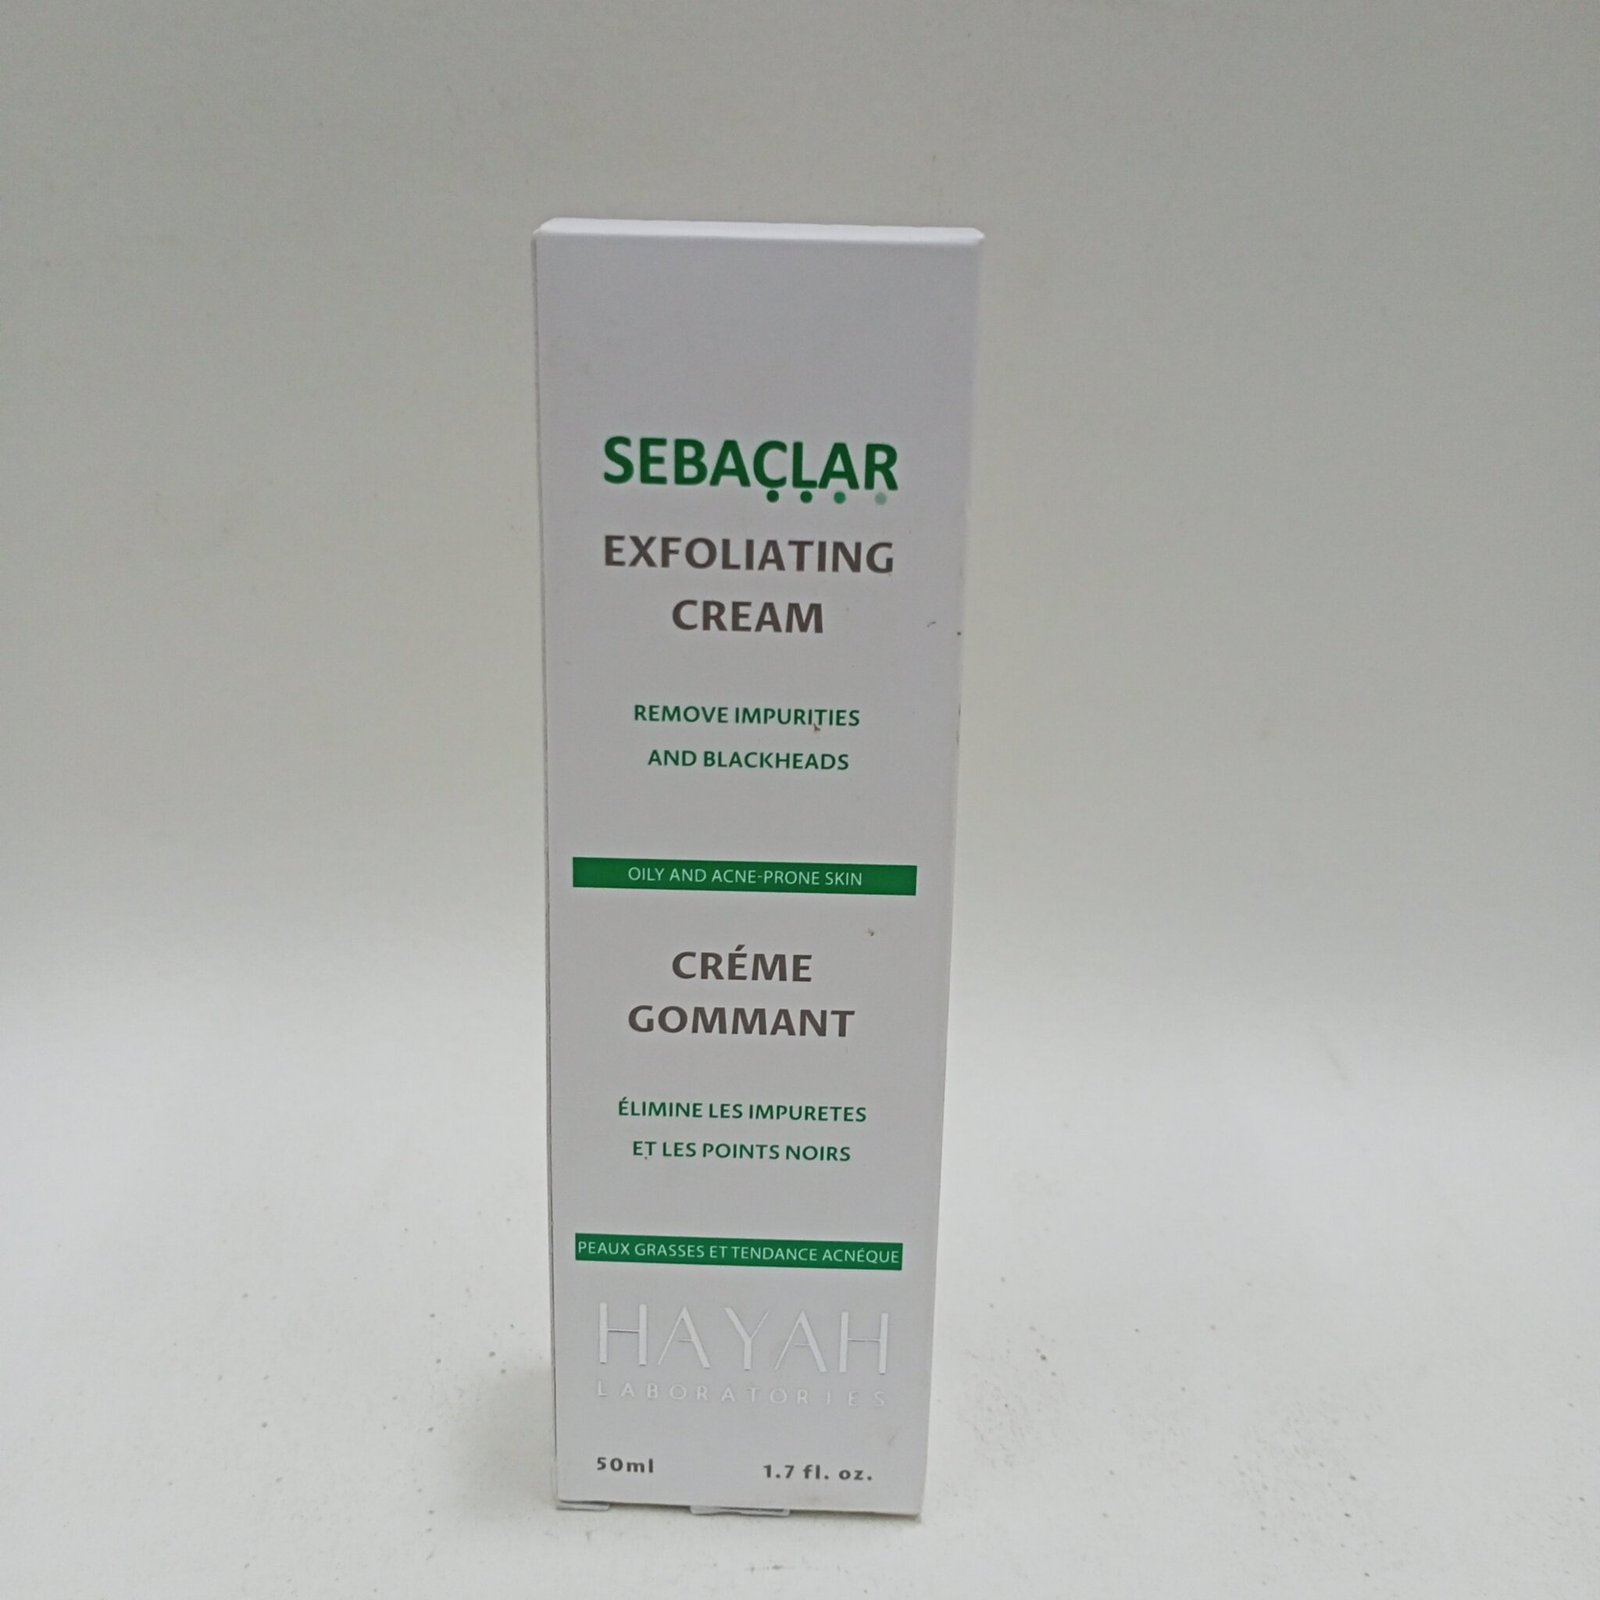 SEBACLAR
EXFOLIATING
CREAM
REMOVE IMPURITIES
AND BLACKHEADS
OILY AND ACNE-PRONE SKIN
CRÉME
GOMMANT
ÉLIMINE LES IMPURETES
ET LES POINTS NOIRS
PEAUX GRASSES ET TENDANCE ACNÉQUE
HAYAH
LABORATORIES
50ml 1.7 fl. oz.